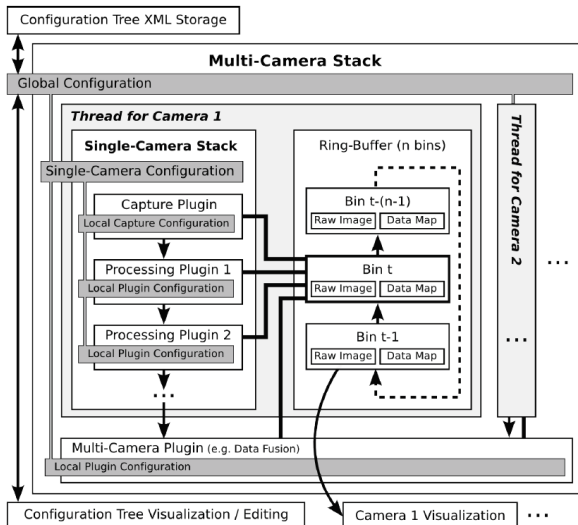 Configuration Tree XML Storage
Multi-Camera Stack
Global Configuration
Thread for Camera 1
Single-Camera Stack
Single-Camera Configuration
Capture Plugin
Local Capture Configuration
Processing Plugin 1
Local Plugin Configuration
Processing Plugin 2
Local Plugin Configuration
...
Ring-Buffer (n bins)
Bin t-(n-1)
Raw Image Data Map
Bin t
Raw Image Data Map
Bin t-1
Raw Image Data Map
Thread for Camera 2
...
...
Multi-Camera Plugin (e.g. Data Fusion)
Local Plugin Configuration
Configuration Tree Visualization / Editing
Camera 1 Visualization
...